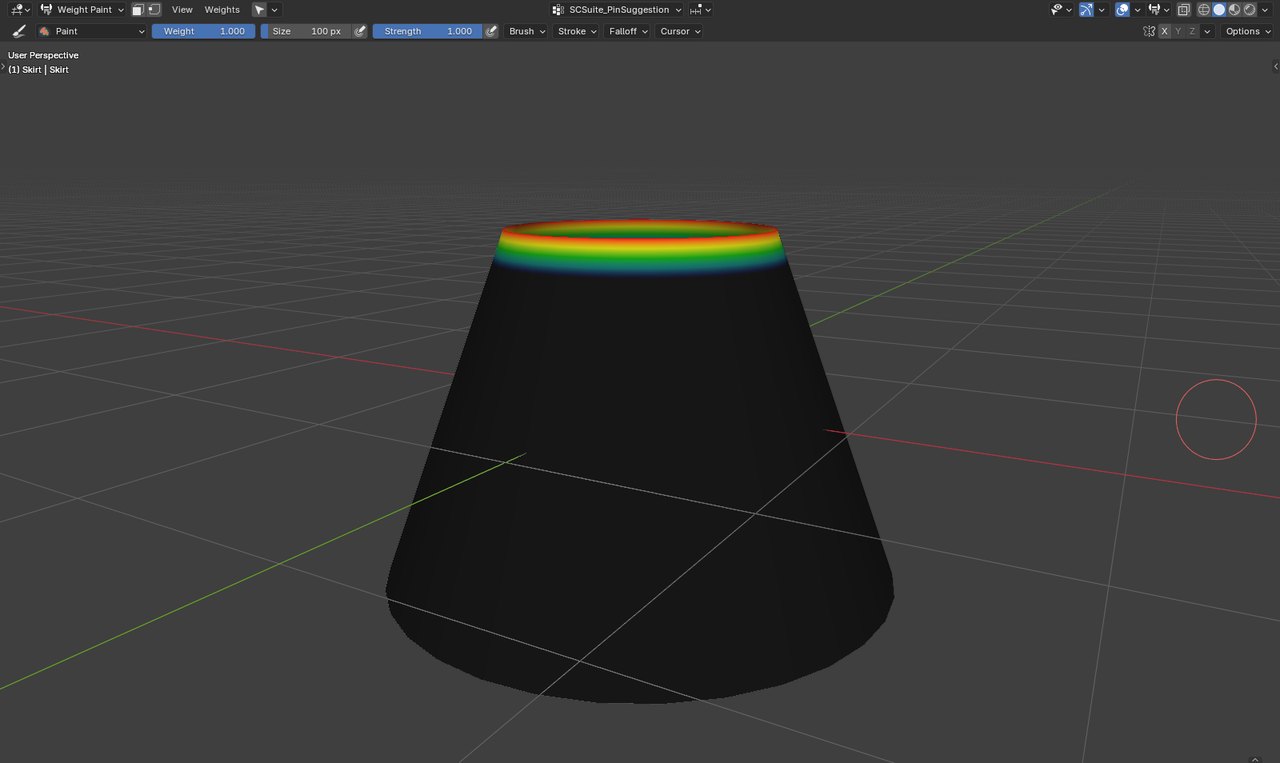 Weight Paint View Weights SCSuite_PinSuggestion
Paint Weight 1.000 Size 100 px Strength 1.000 Brush Stroke Falloff Cursor X Y Z Options
User Perspective
(1) Skirt | Skirt